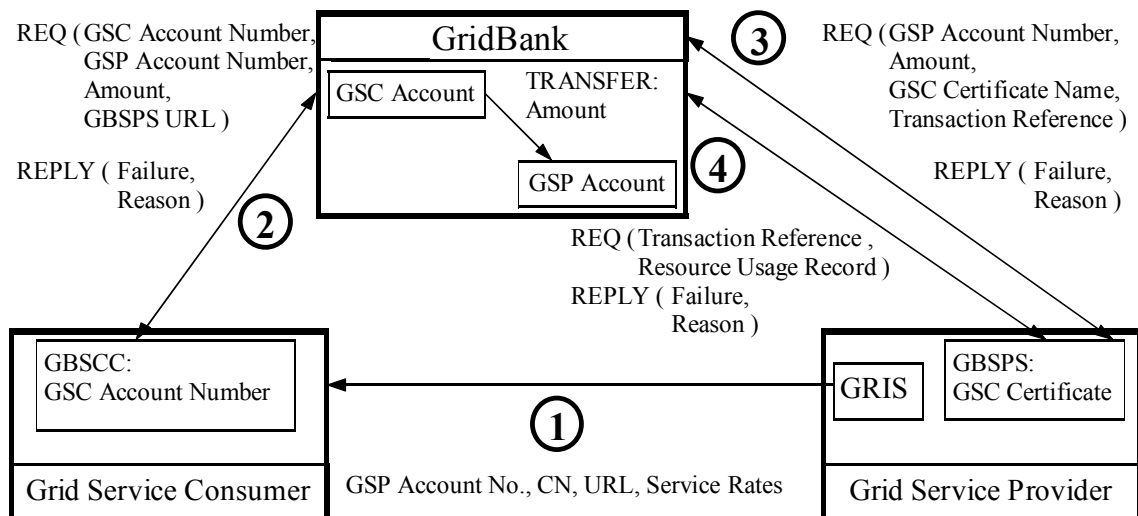 REQ ( GSC Account Number,
GSP Account Number,
Amount,
GBSPS URL )
REPLY ( Failure,
Reason )
2
GridBank
GSC Account
TRANSFER:
Amount
GSP Account
3
REQ ( GSP Account Number,
Amount,
GSC Certificate Name,
Transaction Reference )
REPLY ( Failure,
Reason )
4
REQ ( Transaction Reference ,
Resource Usage Record )
REPLY ( Failure,
Reason )
GBSCC:
GSC Account Number
Grid Service Consumer
1
GSP Account No., CN, URL, Service Rates
GRIS
GBSPS:
GSC Certificate
Grid Service Provider